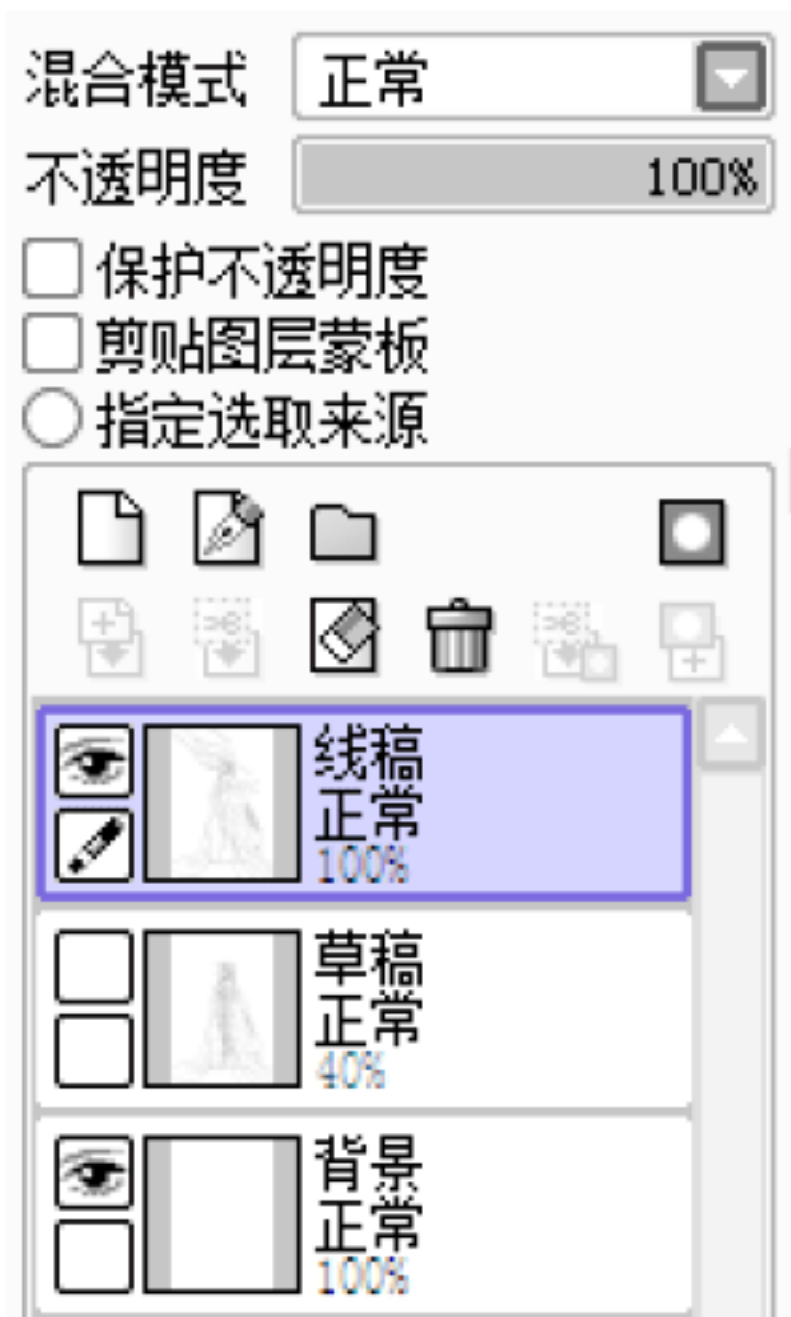 混合模式 正常
不透明度 100%
保护不透明度
剪贴图层蒙板
指定选取来源
线稿
正常
100%
草稿
正常
40%
背景
正常
100%